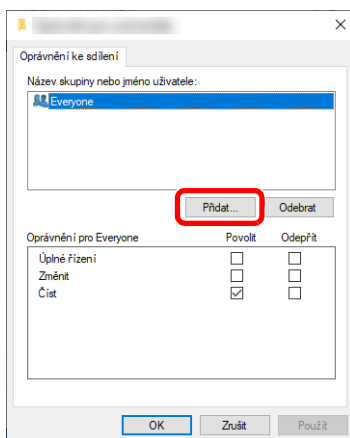 Oprávnění ke sdílení
Název skupiny nebo jméno uživatele:
Everyone
Přidat... Odebrat
Oprávnění pro Everyone Povolit Odepřít
Úplné řízení
Změnit
Číst
OK Zrušit Použít